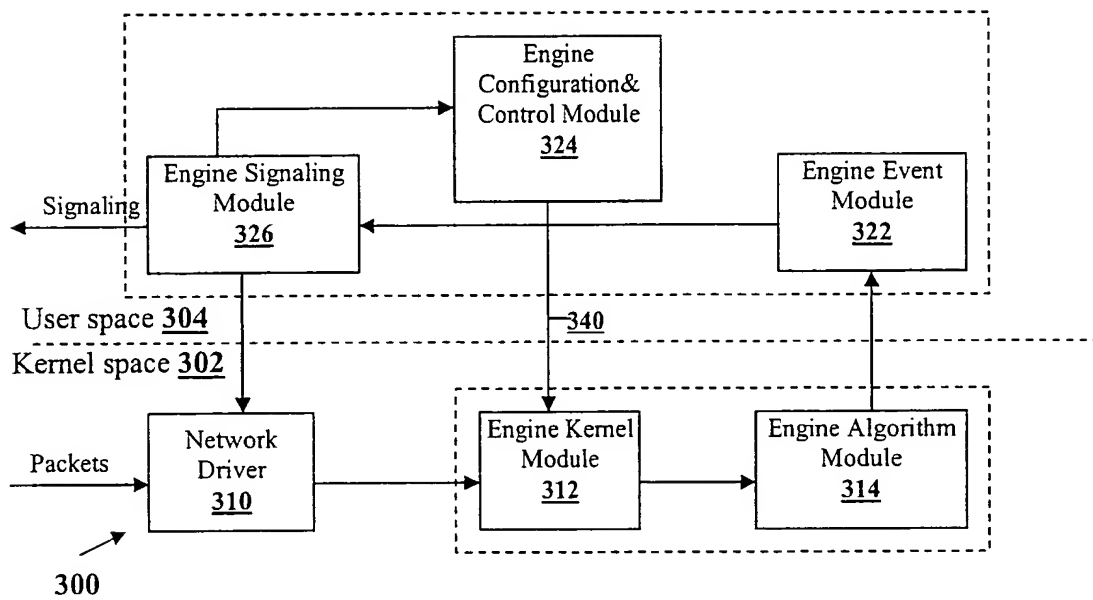 Engine
Configuration&
Control Module
324
Engine Signaling
Module
326
Engine Event
Module
322
Signaling
User space 304
340
Kernel space 302
Packets
Network
Driver
310
Engine Kernel
Module
312
Engine Algorithm
Module
314
300